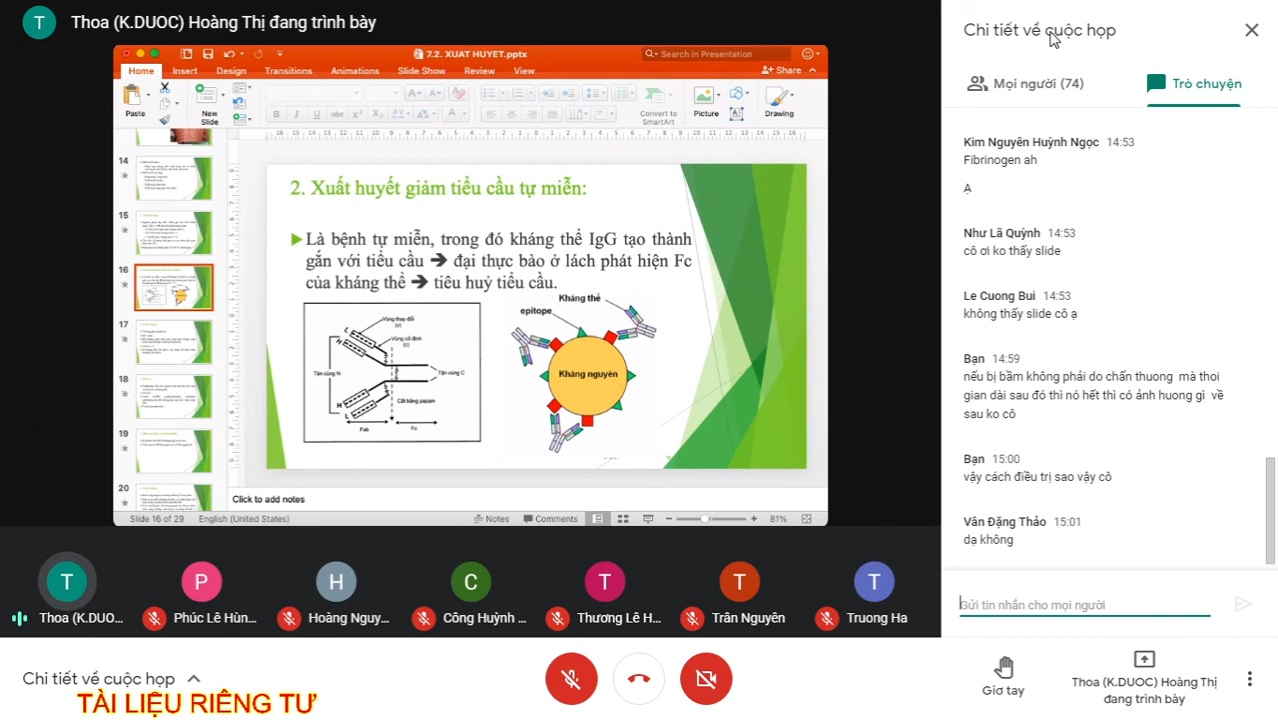 T
Thoa (K.DUOC) Hoàng Thị đang trình bày
7.2. XUAT HUYET.pptx
Search in Presentation
Home
Insert
Design
Transitions
Animations
Slide Show
Review
View
Share
Paste
New
Slide
Convert to
SmartArt
Picture
Drawing
14
15
16
17
18
19
20
2. Xuất huyết giảm tiểu cầu tự miễn:
Là bệnh tự miễn, trong đó kháng thể IgG tạo thành
gắn với tiểu cầu ➔ đại thực bào ở lách phát hiện Fc
của kháng thể ➔ tiêu huỷ tiểu cầu.
Vùng thay đổi
(v)
Vùng cố định
(c)
L
H
Tận cùng N
Tận cùng C
Cắt bằng papain
H
L
Fab
Fc
Kháng thể
epitope
Kháng nguyên
Click to add notes
Slide 16 of 29
English (United States)
Notes
Comments
81%
T
Thoa (K.DUO...
P
Phúc Lê Hùn...
H
Hoàng Nguy...
C
Công Huỳnh ...
T
Thương Lê H...
T
Trân Nguyên
T
Truong Ha
Chi tiết về cuộc họp
TÀI LIỆU RIÊNG TƯ
Chi tiết về cuộc họp
Mọi người (74)
Trò chuyện
Kim Nguyên Huỳnh Ngọc 14:53
Fibrinogen ah
Ạ
Như Lã Quỳnh 14:53
cô ơi ko thấy slide
Le Cuong Bui 14:53
không thấy slide cô ạ
Bạn 14:59
nếu bị bầm không phải do chấn thuong mà thoi
gian dài sau đó thì nó hết thì có ảnh huong gì về
sau ko cô
Bạn 15:00
vậy cách điều trị sao vậy cô
Vân Đặng Thảo 15:01
dạ không
Gửi tin nhắn cho mọi người
Giơ tay
Thoa (K.DUOC) Hoàng Thị
đang trình bày